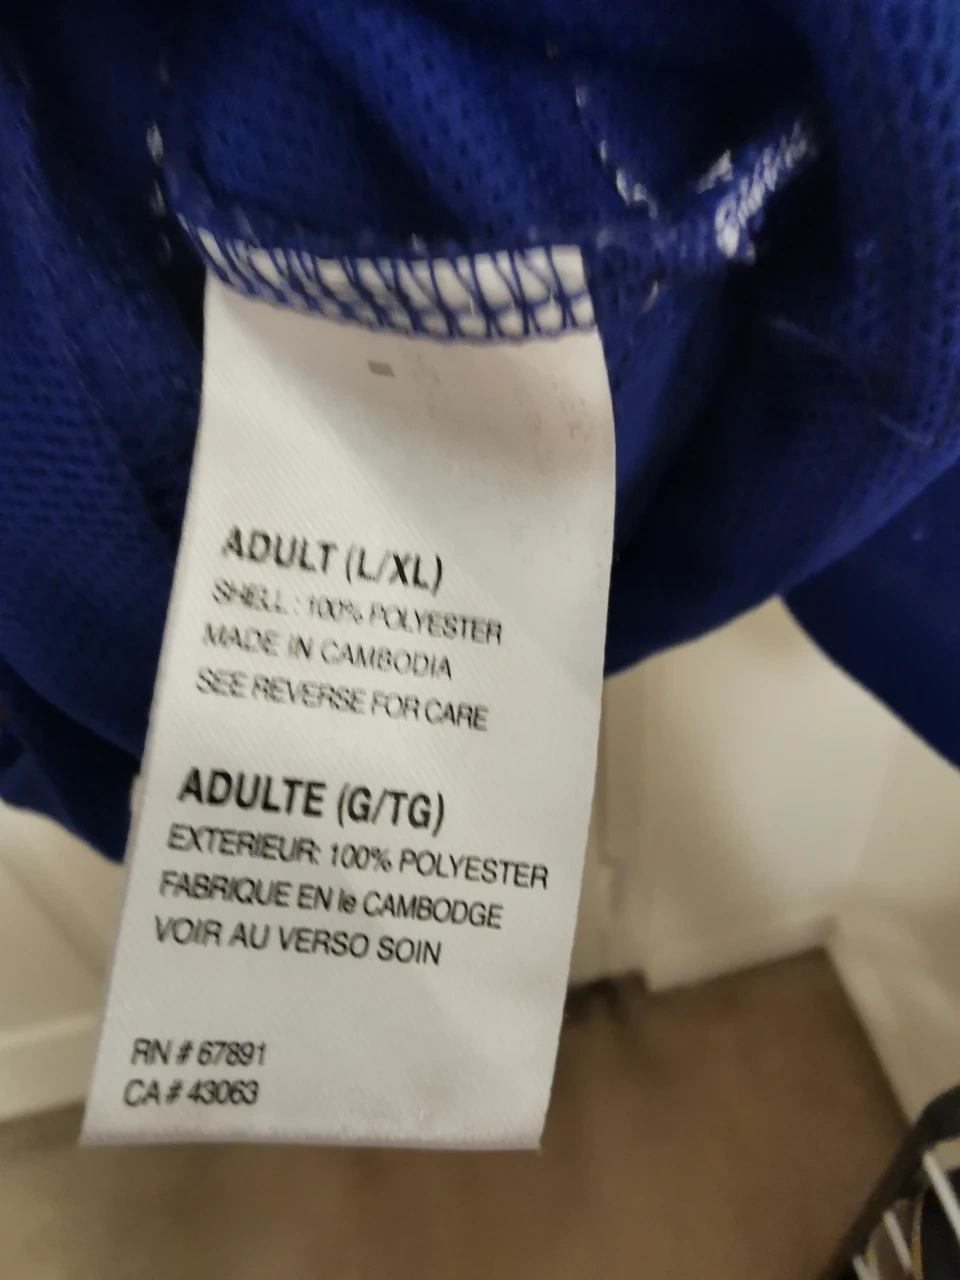 ADULT (L/XL)
SHELL : 100% POLYESTER
MADE IN CAMBODIA
SEE REVERSE FOR CARE
ADULTE (G/TG)
EXTERIEUR: 100% POLYESTER
FABRIQUE EN le CAMBODGE
VOIR AU VERSO SOIN
RN # 67891
CA # 43063